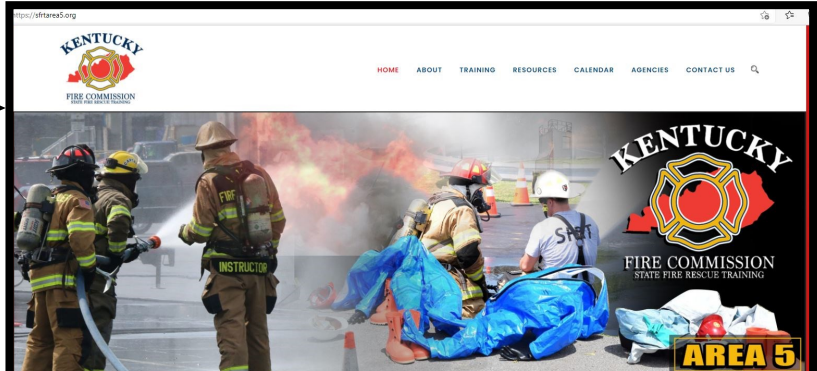 https://sfrtarea5.org
KENTUCKY
FIRE COMMISSION
STATE FIRE RESCUE TRAINING
HOME ABOUT TRAINING RESOURCES CALENDAR AGENCIES CONTACT US
FIRE
INSTRUCTOR
KENTUCKY
FIRE COMMISSION
STATE FIRE RESCUE TRAINING
AREA 5